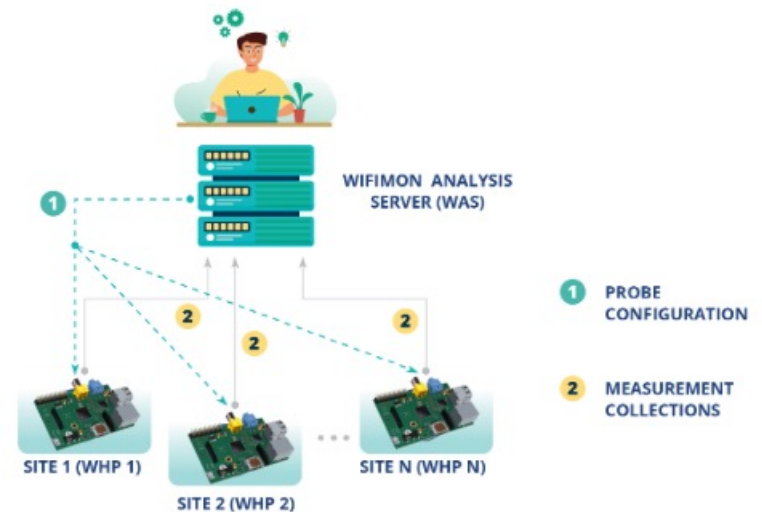 WIFIMON ANALYSIS
SERVER (WAS)
1
2
2
2
1 PROBE
CONFIGURATION
2 MEASUREMENT
COLLECTIONS
SITE 1 (WHP 1)
SITE 2 (WHP 2)
SITE N (WHP N)